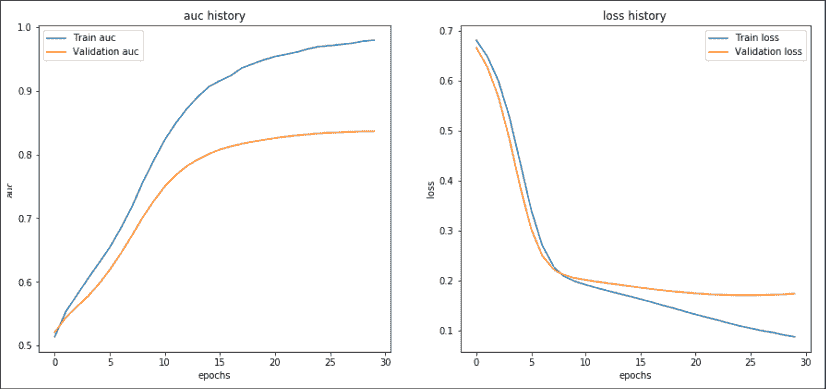 auc history
Train auc
Validation auc
1.0
0.9
0.8
0.7
0.6
0.5
auc
0 5 10 15 20 25 30
epochs
loss history
Train loss
Validation loss
0.7
0.6
0.5
0.4
0.3
0.2
0.1
loss
0 5 10 15 20 25 30
epochs